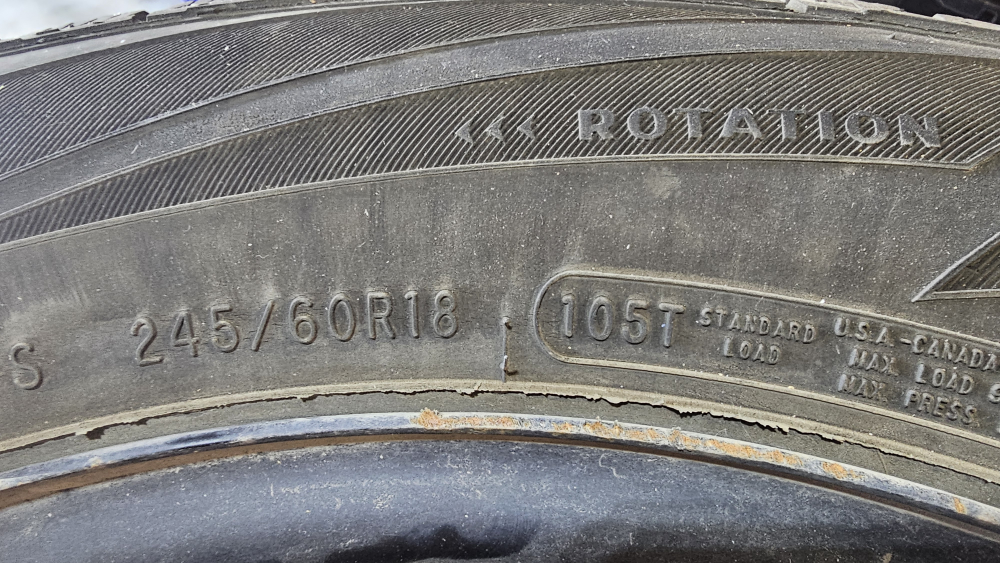 <<< ROTATION
S 245/60R18 105T STANDARD LOAD
U.S.A.-CANADA
MAX LOAD
MAX PRESS